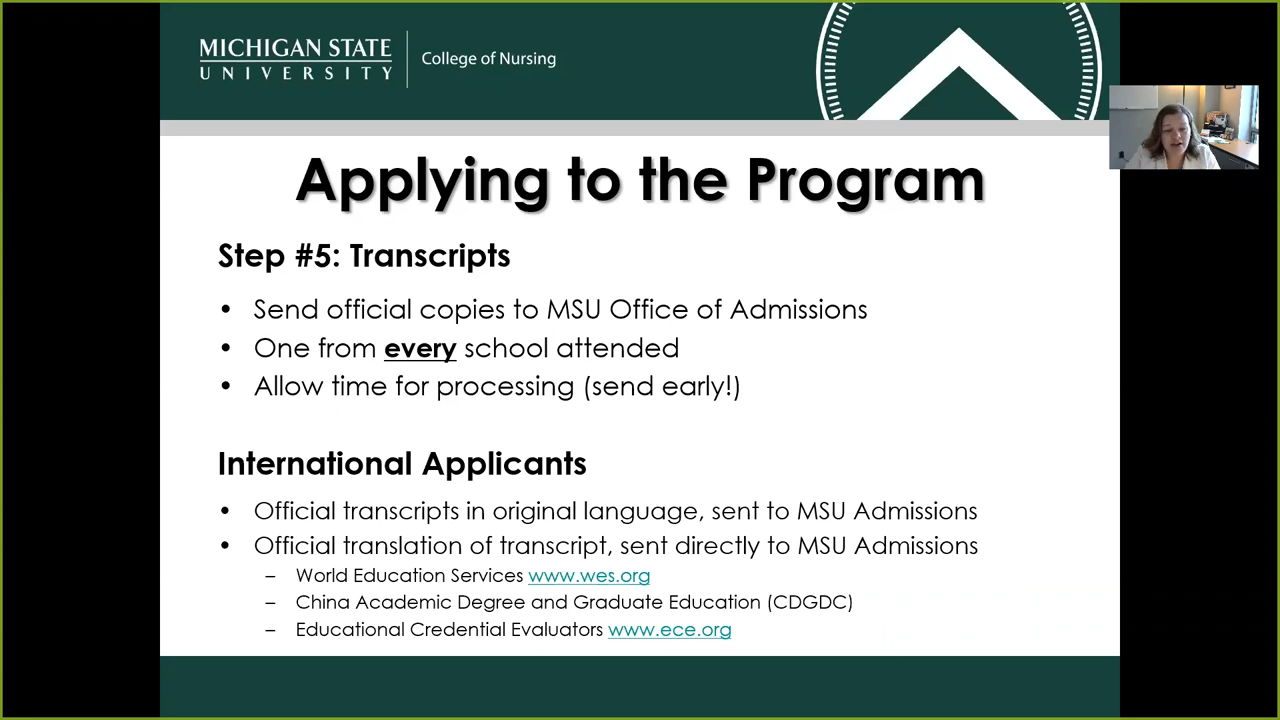 MICHIGAN STATE
UNIVERSITY
College of Nursing
Applying to the Program
Step #5: Transcripts
• Send official copies to MSU Office of Admissions
• One from every school attended
• Allow time for processing (send early!)
International Applicants
• Official transcripts in original language, sent to MSU Admissions
• Official translation of transcript, sent directly to MSU Admissions
– World Education Services www.wes.org
– China Academic Degree and Graduate Education (CDGDC)
– Educational Credential Evaluators www.ece.org